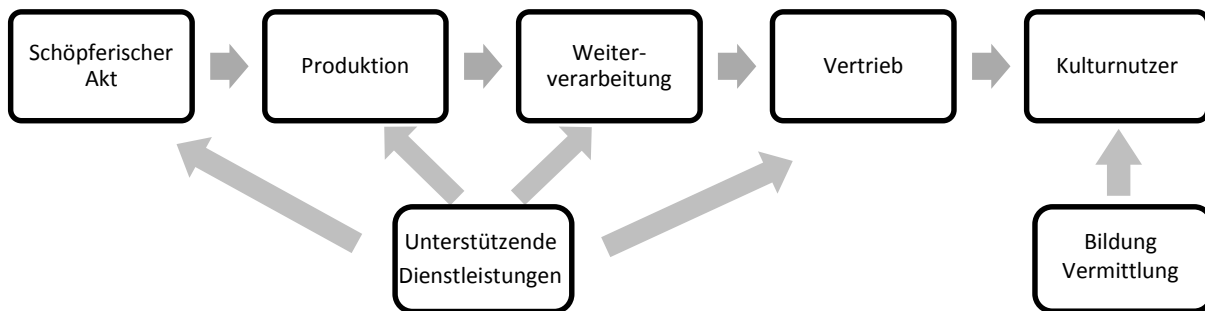 Schöpferischer
Akt
Produktion
Weiter-
verarbeitung
Vertrieb
Kulturnutzer
Unterstützende
Dienstleistungen
Bildung
Vermittlung